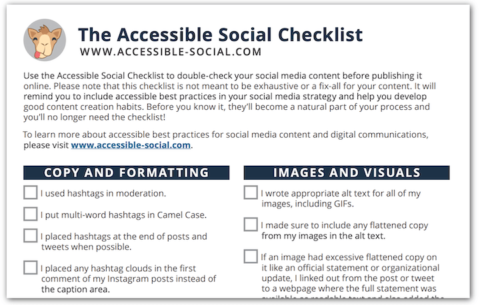 The Accessible Social Checklist
WWW.ACCESSIBLE-SOCIAL.COM
Use the Accessible Social Checklist to double-check your social media content before publishing it
online. Please note that this checklist is not meant to be exhaustive or a fix-all for your content. It will
remind you to include accessible best practices in your social media strategy and help you develop
good content creation habits. Before you know it, they'll become a natural part of your process and
you'll no longer need the checklist!
To learn more about accessible best practices for social media content and digital communications,
please visit www.accessible-social.com.
COPY AND FORMATTING
I used hashtags in moderation.
I put multi-word hashtags in Camel Case.
I placed hashtags at the end of posts and
tweets when possible.
I placed any hashtag clouds in the first
comment of my Instagram posts instead of
the caption area.
IMAGES AND VISUALS
I wrote appropriate alt text for all of my
images, including GIFs.
I made sure to include any flattened copy
from my images in the alt text.
If an image had excessive flattened copy on
it like an official statement or organizational
update, I linked out from the post or tweet
to a webpage where the full statement was
available as readable text and also added the